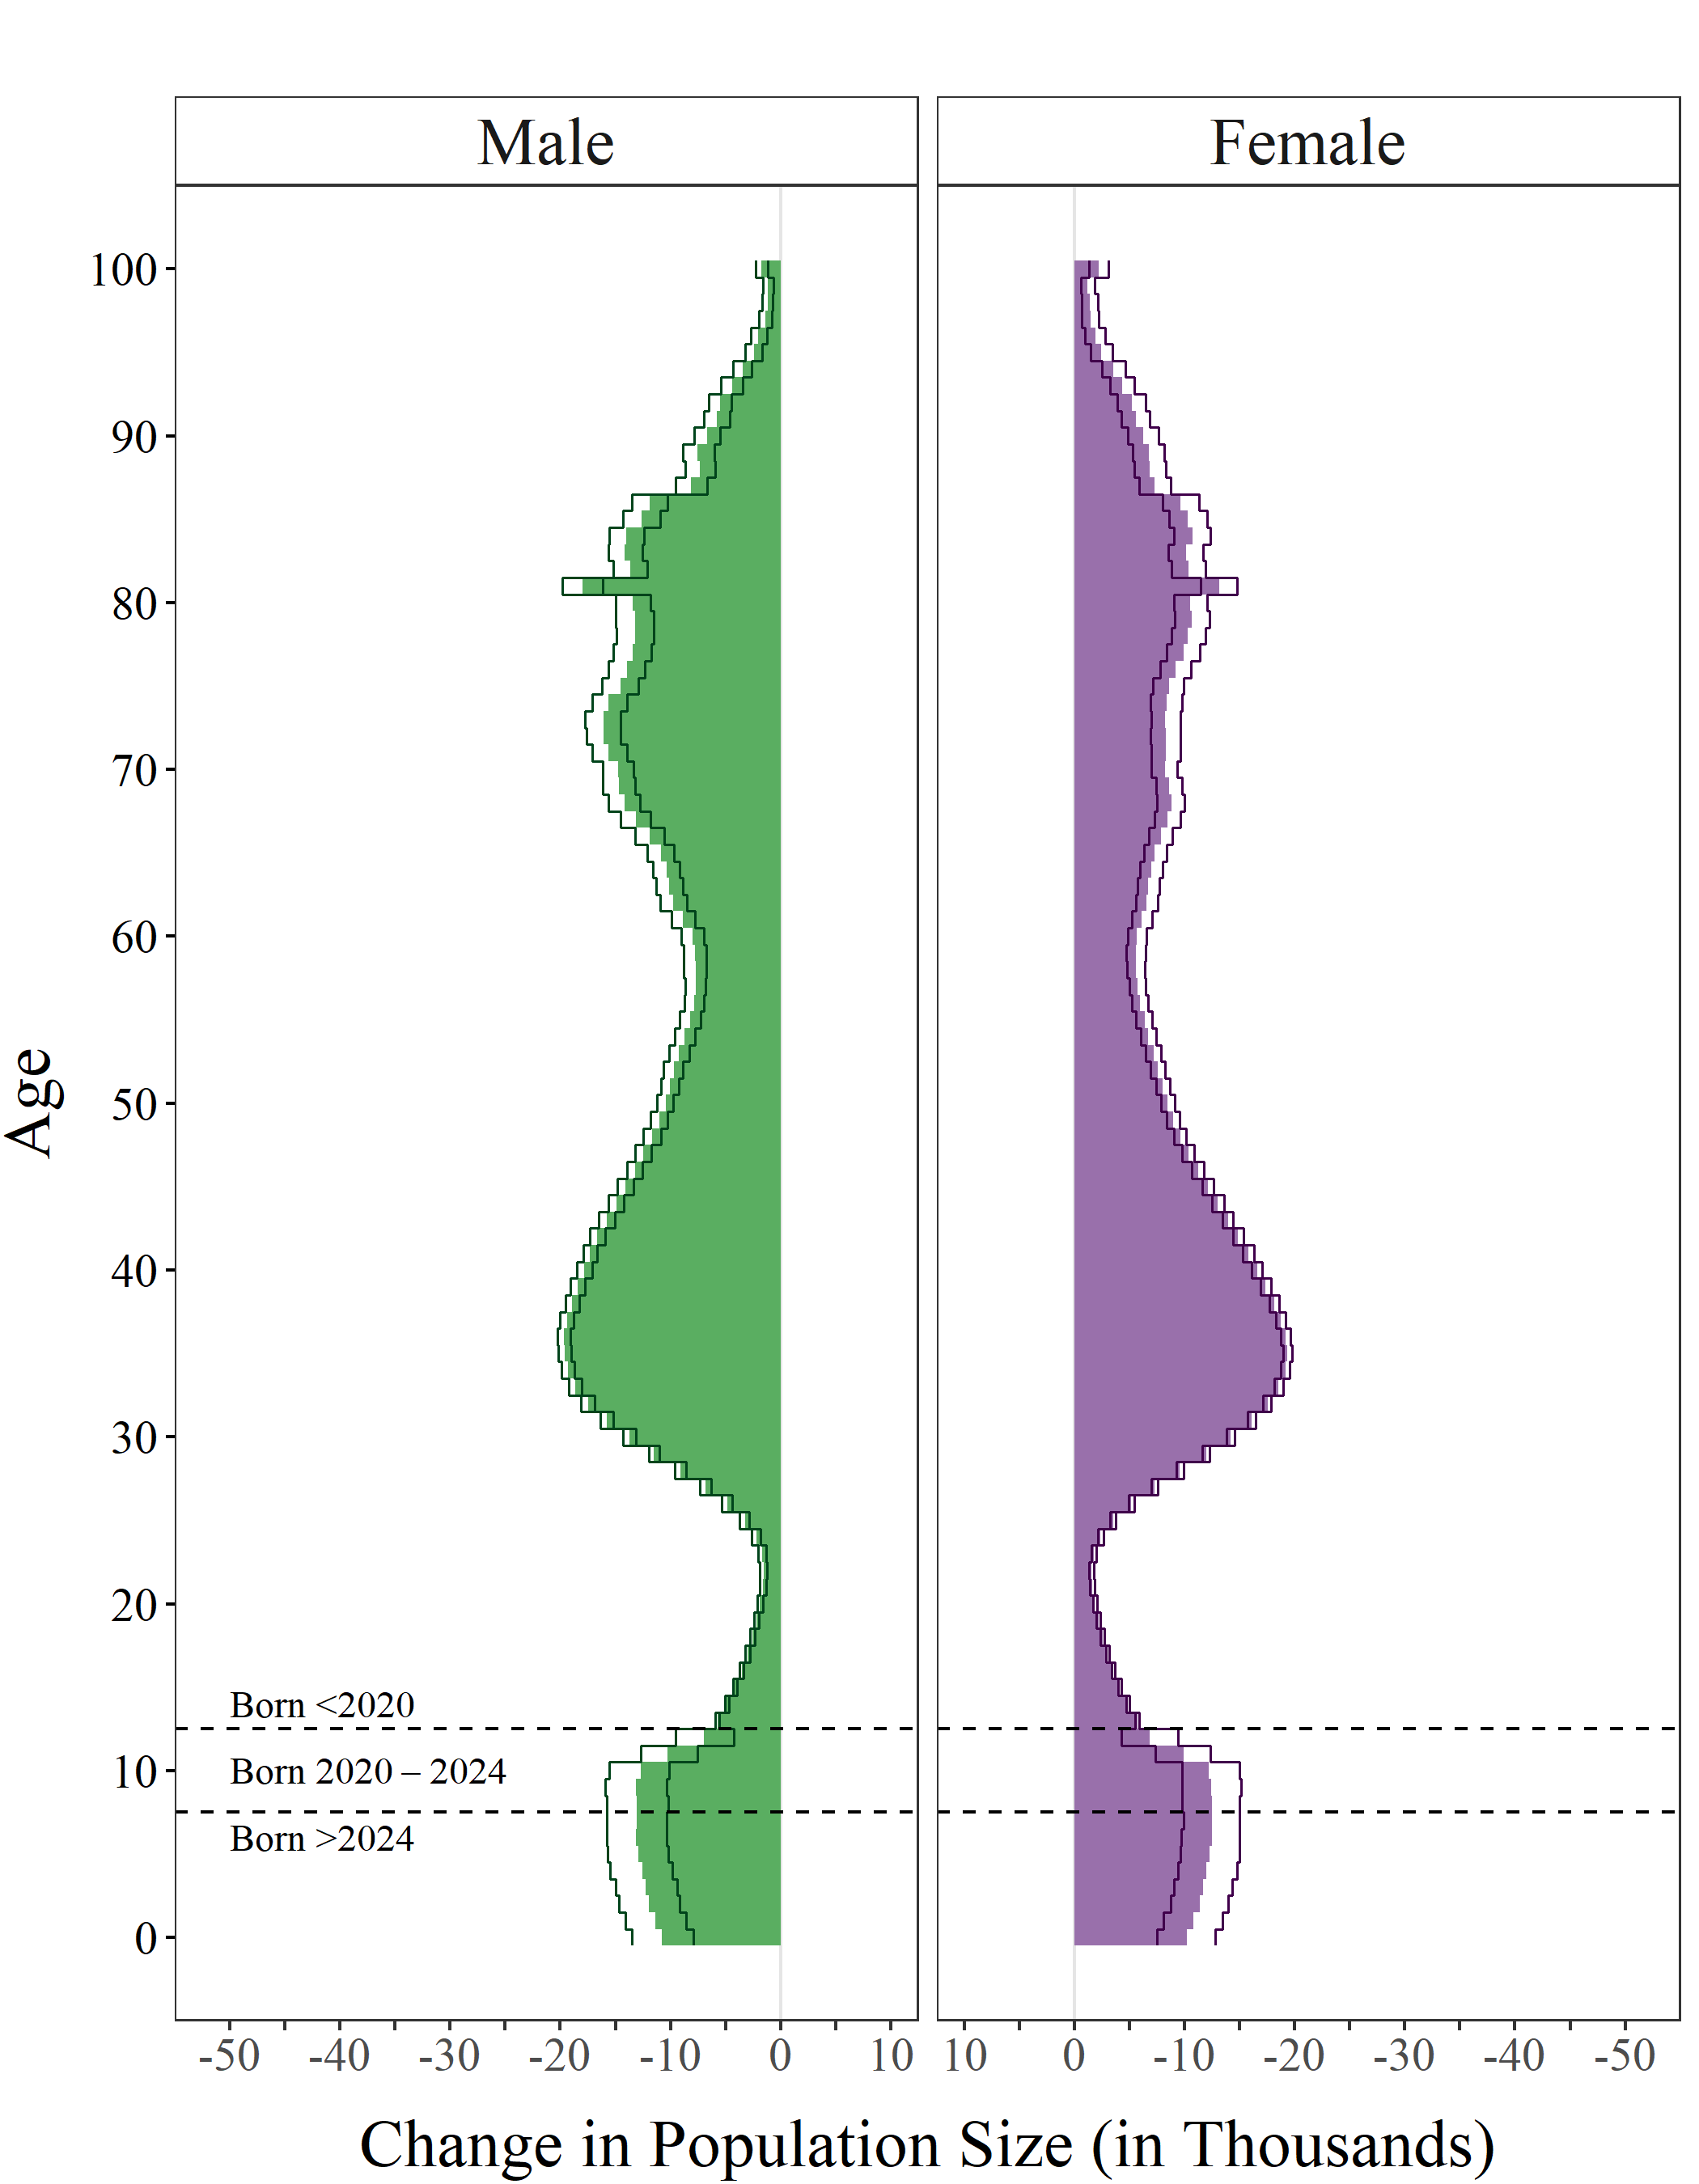 Male Female
100
90
80
70
60
50
40
30
20
10
0
Age
Born <2020
Born 2020 – 2024
Born >2024
-50 -40 -30 -20 -10 0 10 10 0 -10 -20 -30 -40 -50
Change in Population Size (in Thousands)